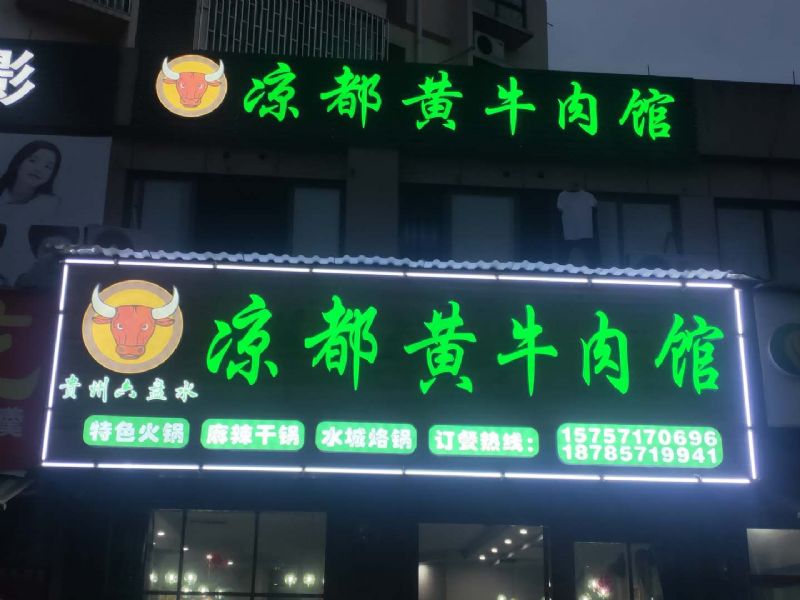 影
凉都黄牛肉馆
凉都黄牛肉馆
贵州六盘水
特色火锅 麻辣干锅 水城烙锅 订餐热线: 15757170696
18785719941